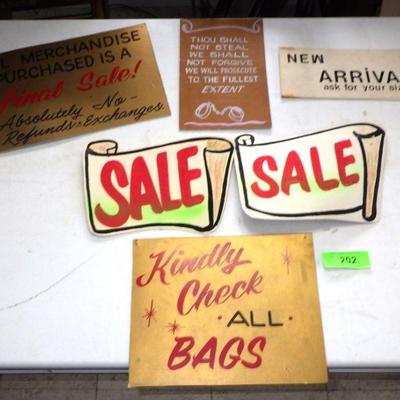 MERCHANDISE
PURCHASED IS A
Final Sale!
Absolutely No
Refunds & Exchanges.
THOU SHALL
NOT STEAL
WE SHALL
NOT FORGIVE
WE WILL PROSECUTE
TO THE FULLEST
EXTENT
NEW
ARRIVA
ask for your siz
SALE
SALE
Kindly
Check
• ALL •
BAGS
202